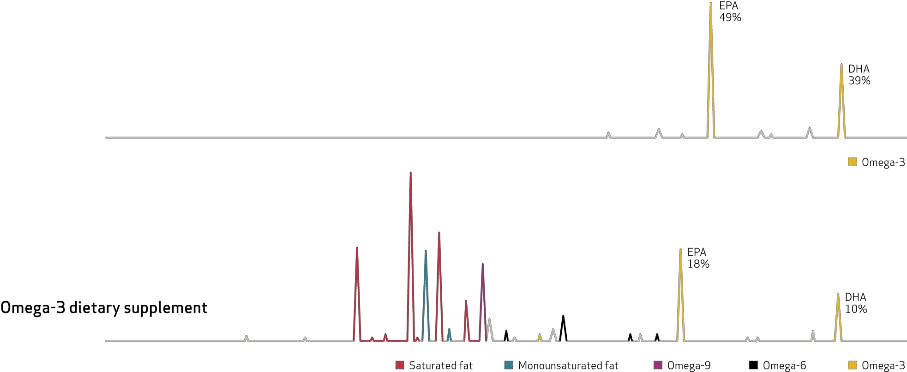 EPA
49%
DHA
39%
Omega-3
EPA
18%
Omega-3 dietary supplement
DHA
10%
Saturated fat
Monounsaturated fat
Omega-9
Omega-6
Omega-3